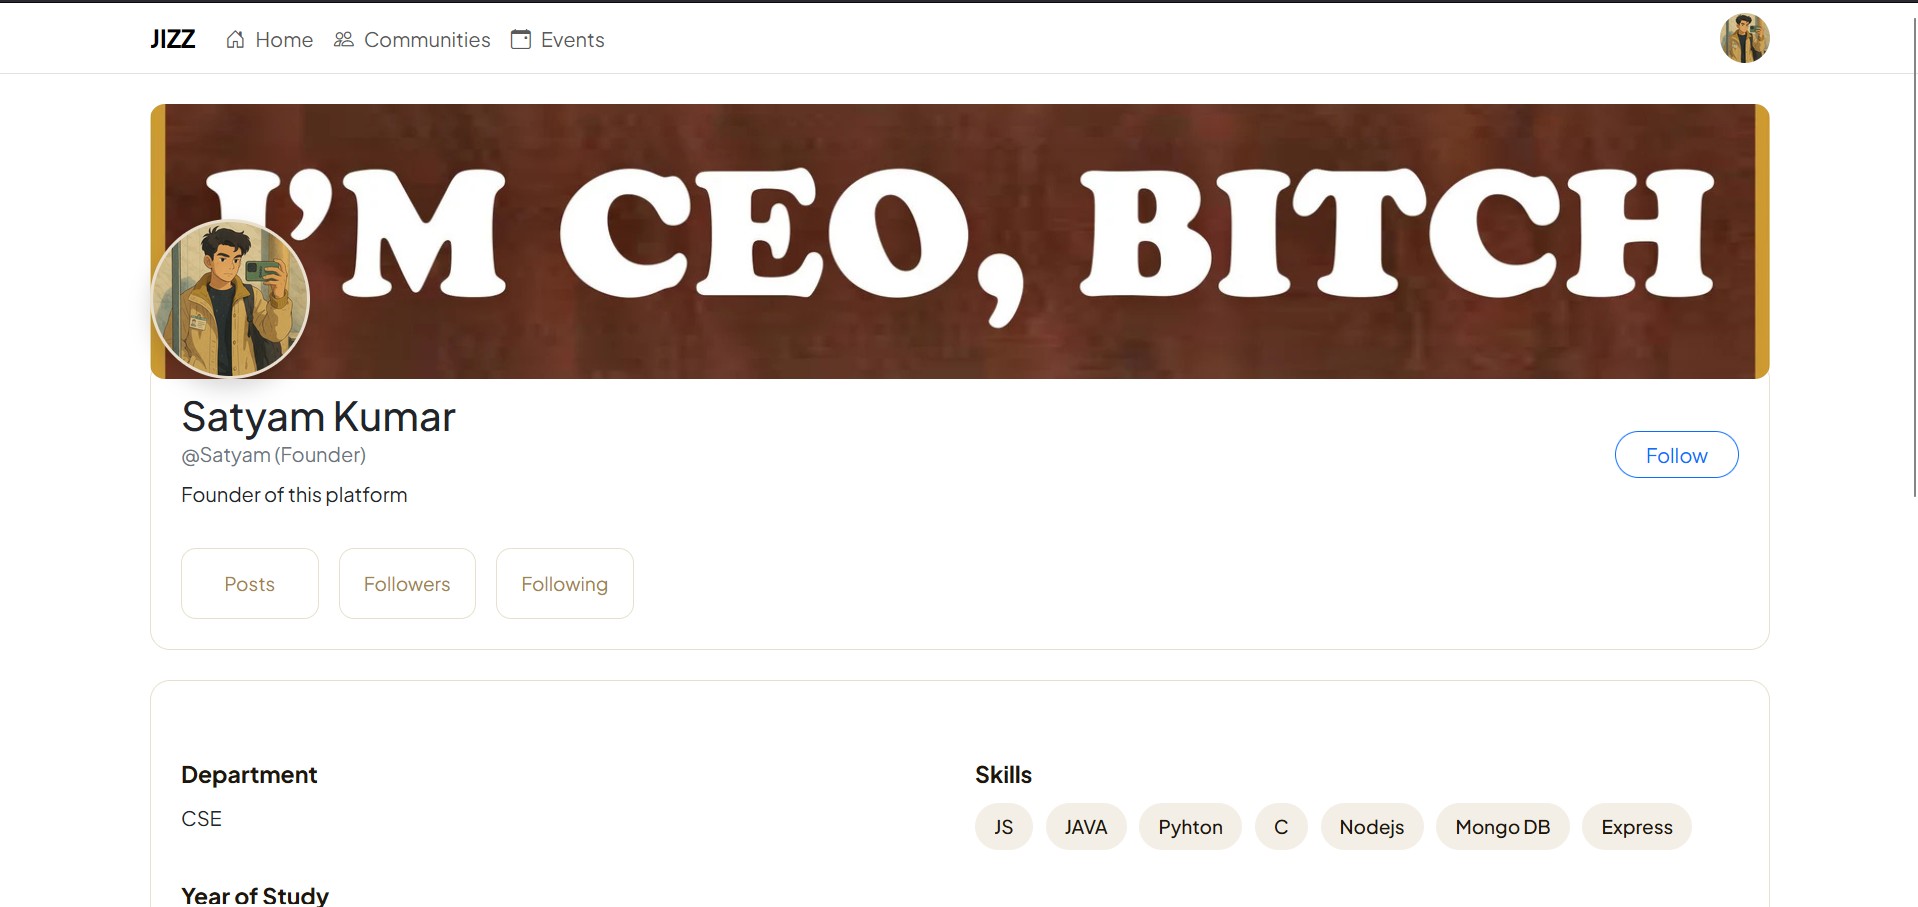 JIZZ Home Communities Events
I'M CEO, BITCH
Satyam Kumar
@Satyam (Founder)
Founder of this platform
Follow
Posts Followers Following
Department
CSE
Year of Study
Skills
JS JAVA Pyhton C Nodejs Mongo DB Express